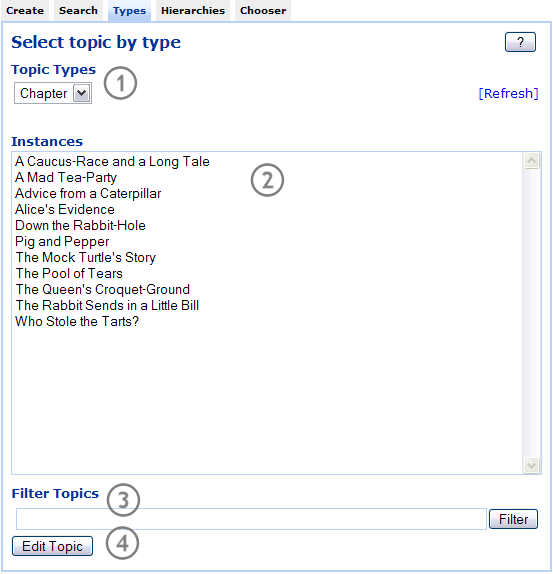 Create Search Types Hierarchies Chooser
Select topic by type ?
Topic Types 1
Chapter [Refresh]
Instances
A Caucus-Race and a Long Tale
A Mad Tea-Party 2
Advice from a Caterpillar
Alice's Evidence
Down the Rabbit-Hole
Pig and Pepper
The Mock Turtle's Story
The Pool of Tears
The Queen's Croquet-Ground
The Rabbit Sends in a Little Bill
Who Stole the Tarts?
Filter Topics 3
Filter
Edit Topic 4